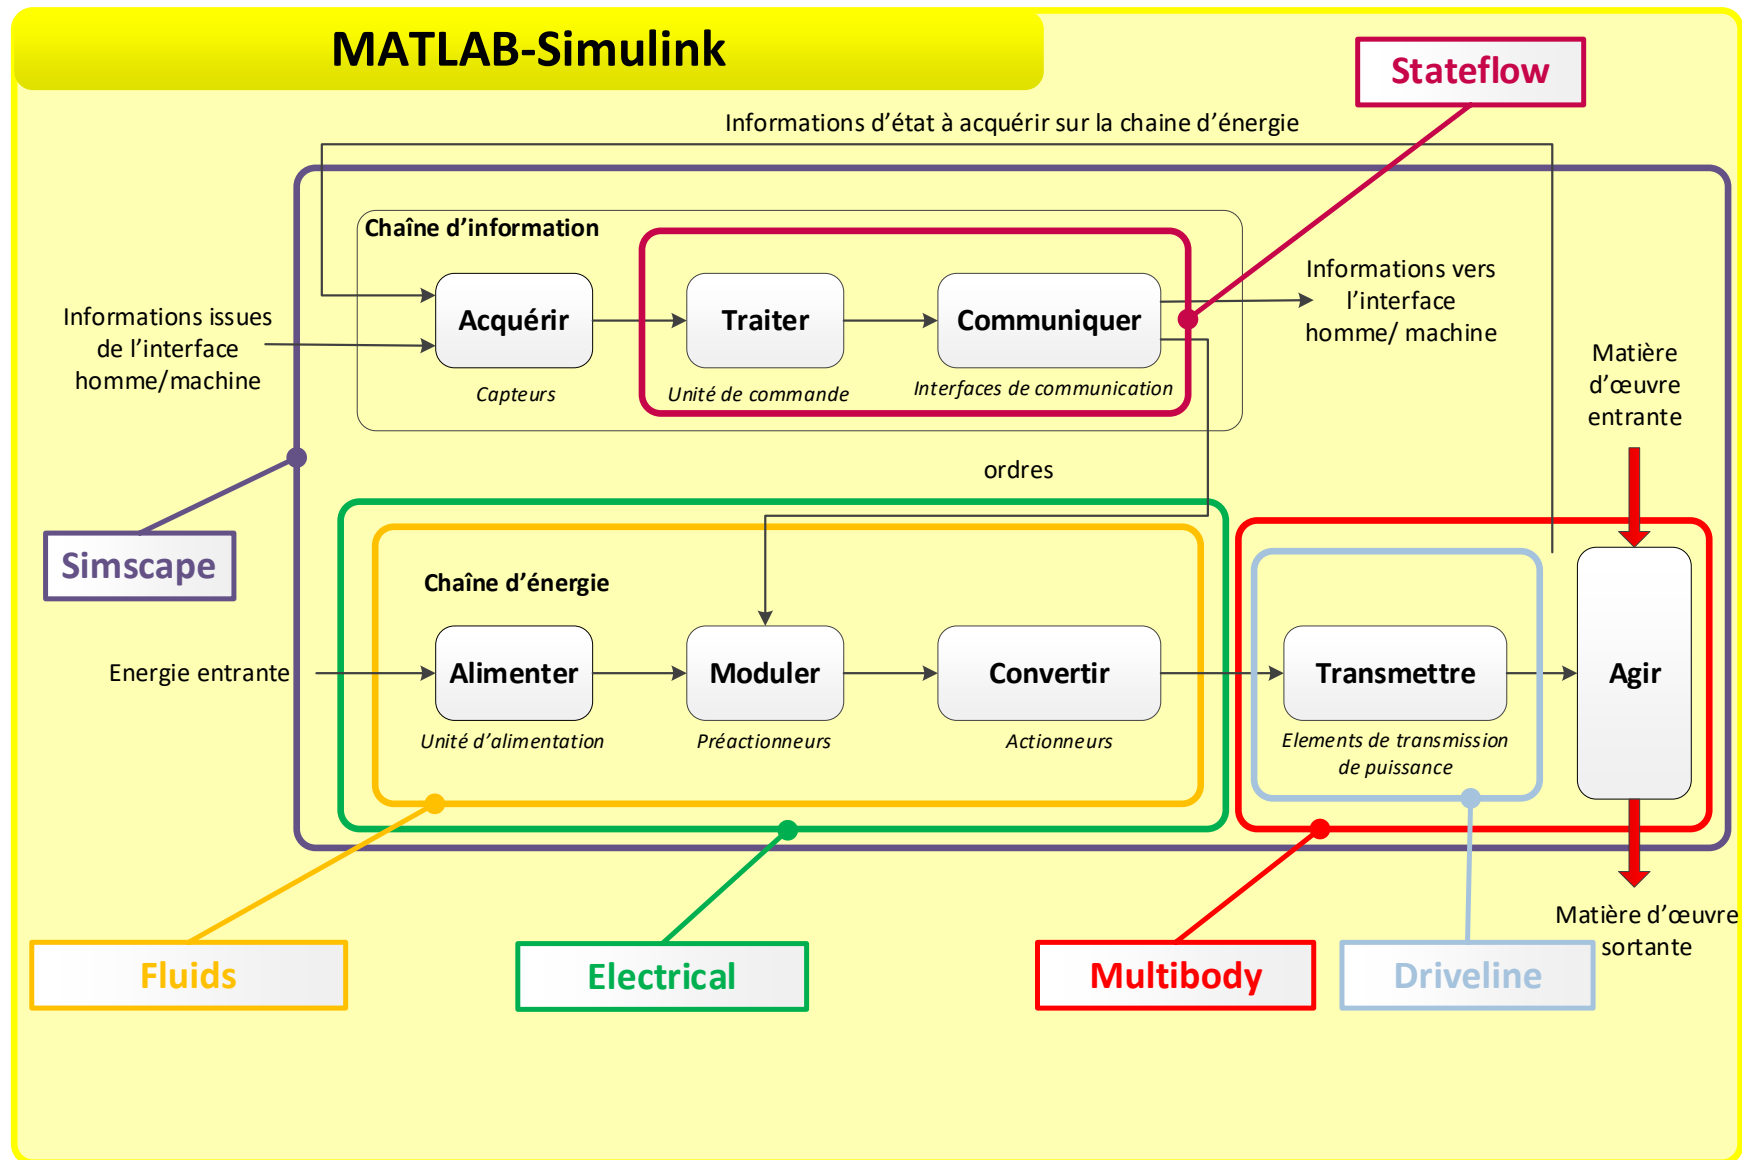 MATLAB-Simulink
Stateflow
Informations d’état à acquérir sur la chaine d’énergie
Chaîne d’information
Informations issues
de l’interface
homme/machine
Acquérir
Capteurs
Traiter
Unité de commande
Communiquer
Interfaces de communication
Informations vers
l’interface
homme/ machine
Matière
d’œuvre
entrante
ordres
Simscape
Chaîne d’énergie
Energie entrante
Alimenter
Unité d’alimentation
Moduler
Préactionneurs
Convertir
Actionneurs
Transmettre
Elements de transmission
de puissance
Agir
Matière d’œuvre
sortante
Fluids
Electrical
Multibody
Driveline